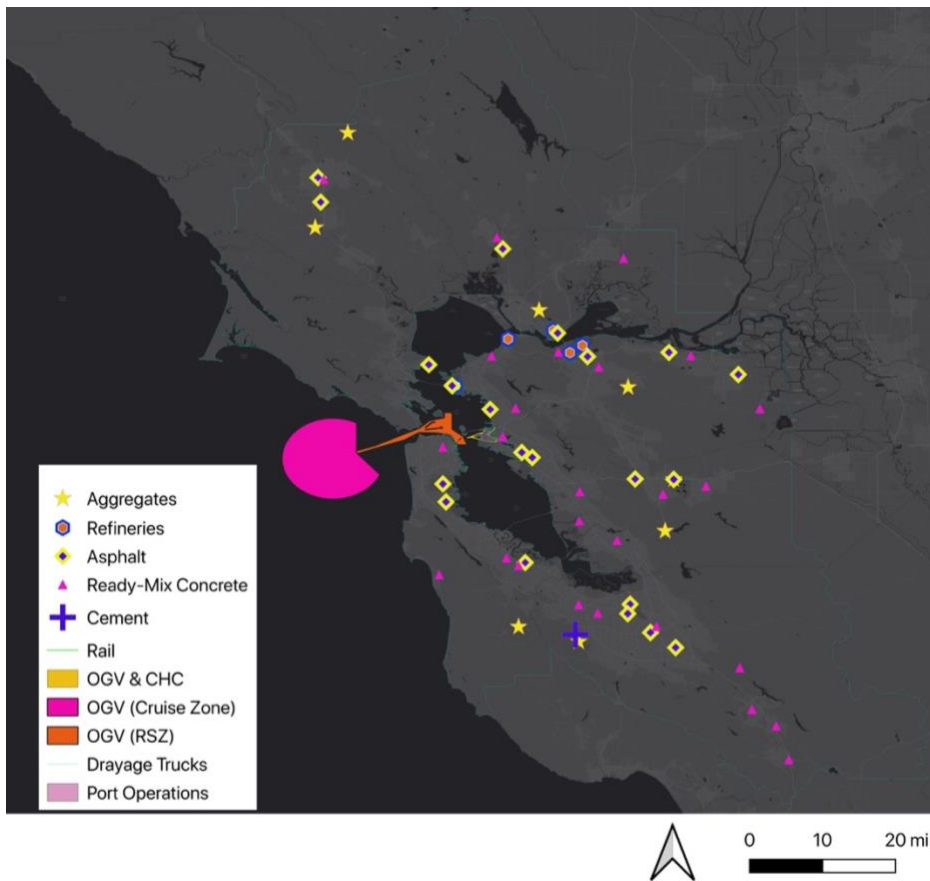 Aggregates
Refineries
Asphalt
Ready-Mix Concrete
Cement
Rail
OGV & CHC
OGV (Cruise Zone)
OGV (RSZ)
Drayage Trucks
Port Operations
0 10 20 mi